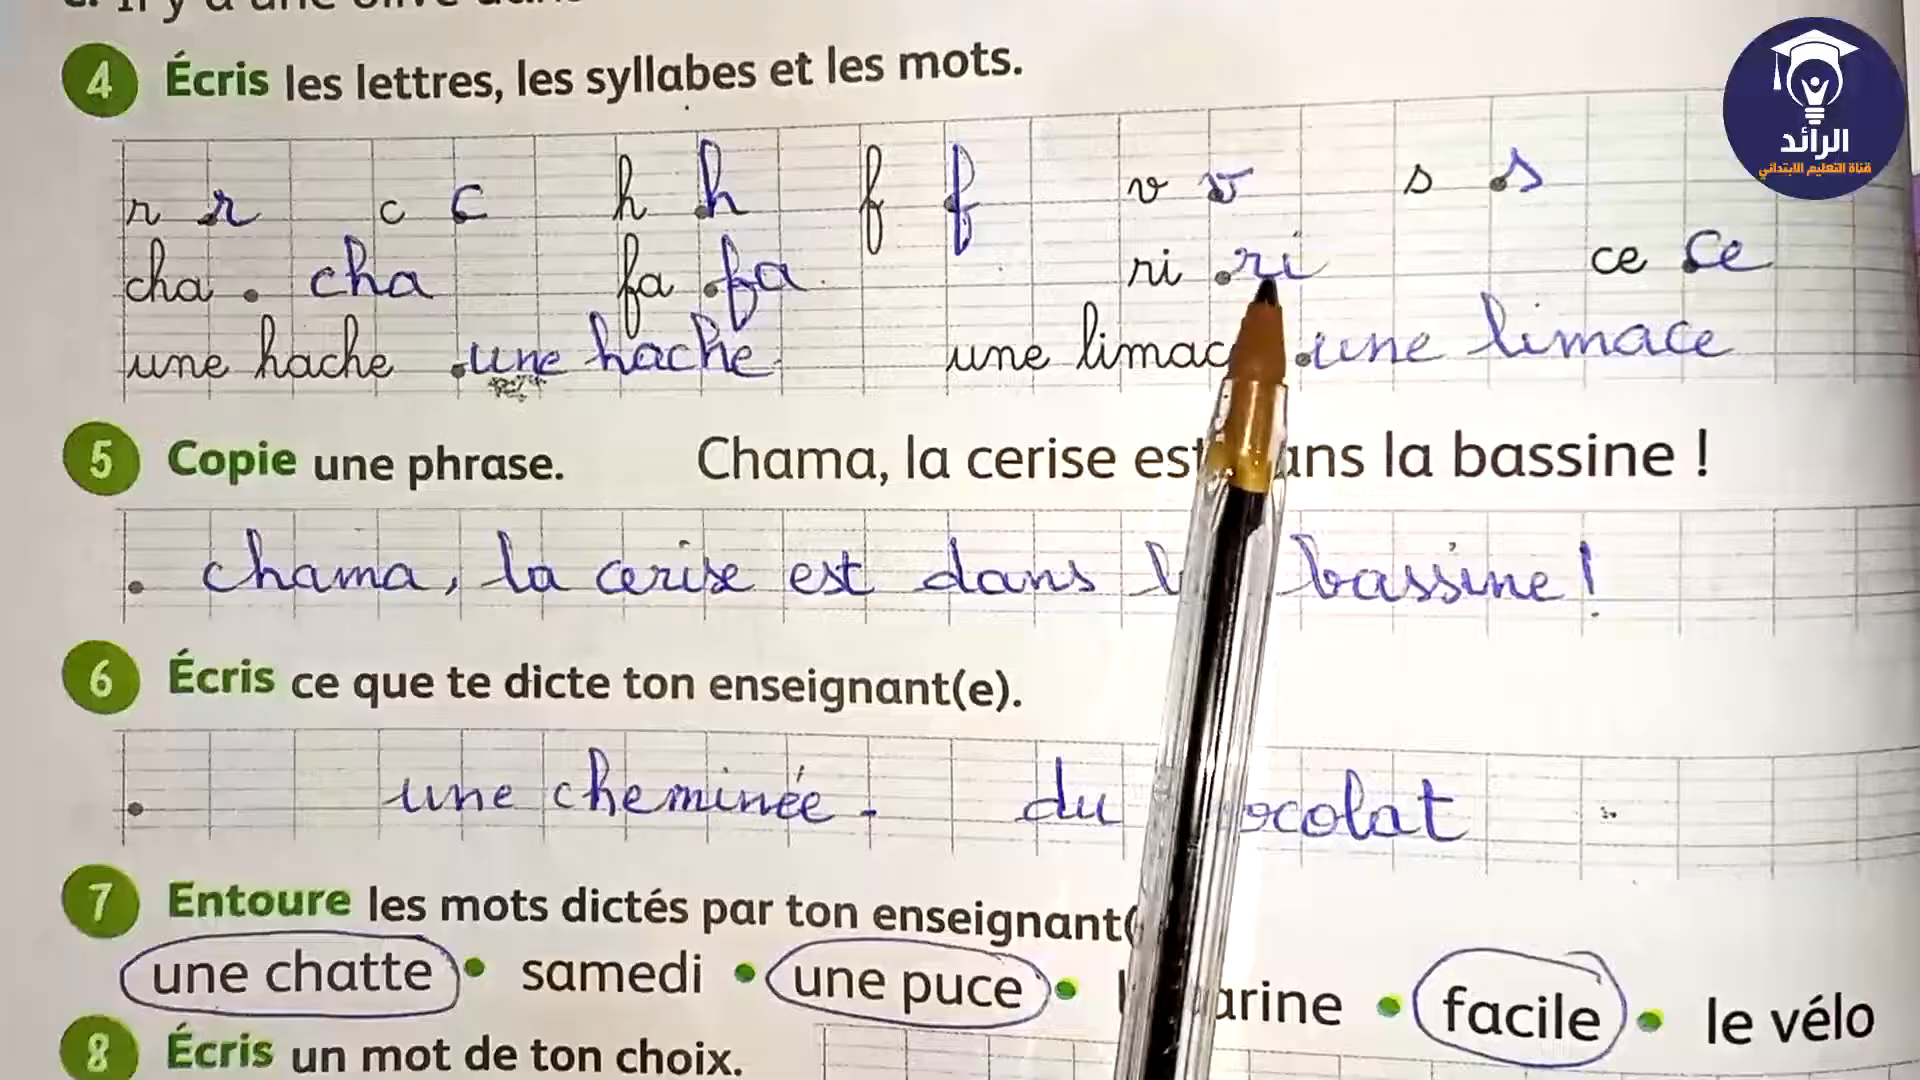 Il y a une olive dans
4 Écris les lettres, les syllabes et les mots.
r r c c h h f f v v s s
cha . cha fa . fa ri . ri ce . ce
une hache . une hache une limac . une limace
5 Copie une phrase. Chama, la cerise est ans la bassine !
. chama, la cerise est dans l bassine !
6 Écris ce que te dicte ton enseignant(e).
. une cheminée - du ocolat
7 Entoure les mots dictés par ton enseignant(
une chatte • samedi • une puce • arine • facile • le vélo
8 Écris un mot de ton choix.
الرائد
قناة التعليم الابتدائي